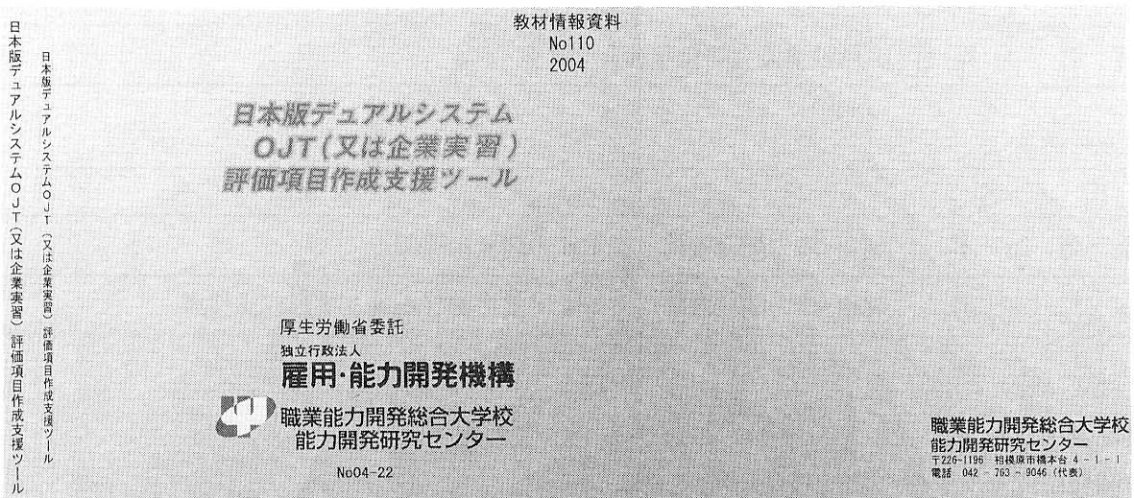 日本版デュアルシステムOJT(又は企業実習)評価項目作成支援ツール
日本版デュアルシステムOJT(又は企業実習)評価項目作成支援ツール
教材情報資料
No110
2004
日本版デュアルシステム
OJT(又は企業実習)
評価項目作成支援ツール
厚生労働省委託
独立行政法人
雇用・能力開発機構
職業能力開発総合大学校
能力開発研究センター
No04-22
職業能力開発総合大学校
能力開発研究センター
〒226-1196 相模原市橋本台 4 - 1 - 1
電話 042 - 763 - 9046 (代表)